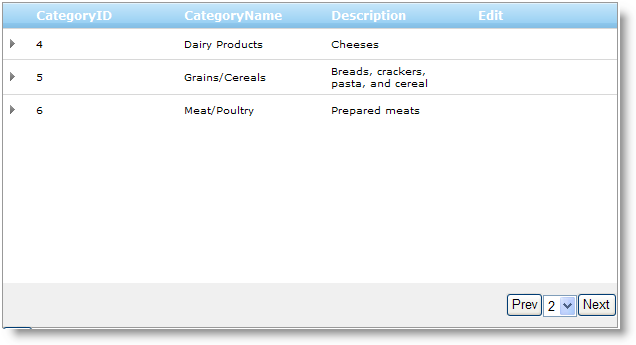 CategoryID CategoryName Description Edit
4 Dairy Products Cheeses
5 Grains/Cereals Breads, crackers,
pasta, and cereal
6 Meat/Poultry Prepared meats
Prev 2 Next